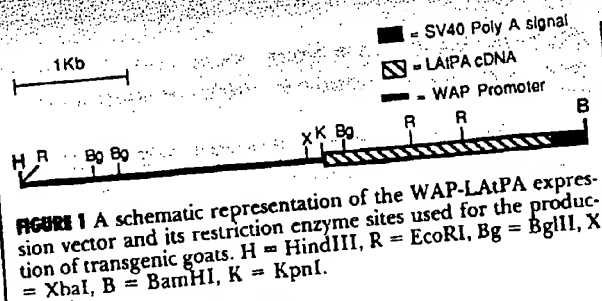 = SV40 Poly A signal
1Kb
= LAtPA cDNA
= WAP Promoter
H R Bg Bg X K Bg R R B
FIGURE 1 A schematic representation of the WAP-LAtPA expres-
sion vector and its restriction enzyme sites used for the produc-
tion of transgenic goats. H = HindIII, R = EcoRI, Bg = BglII, X
= XbaI, B = BamHI, K = KpnI.